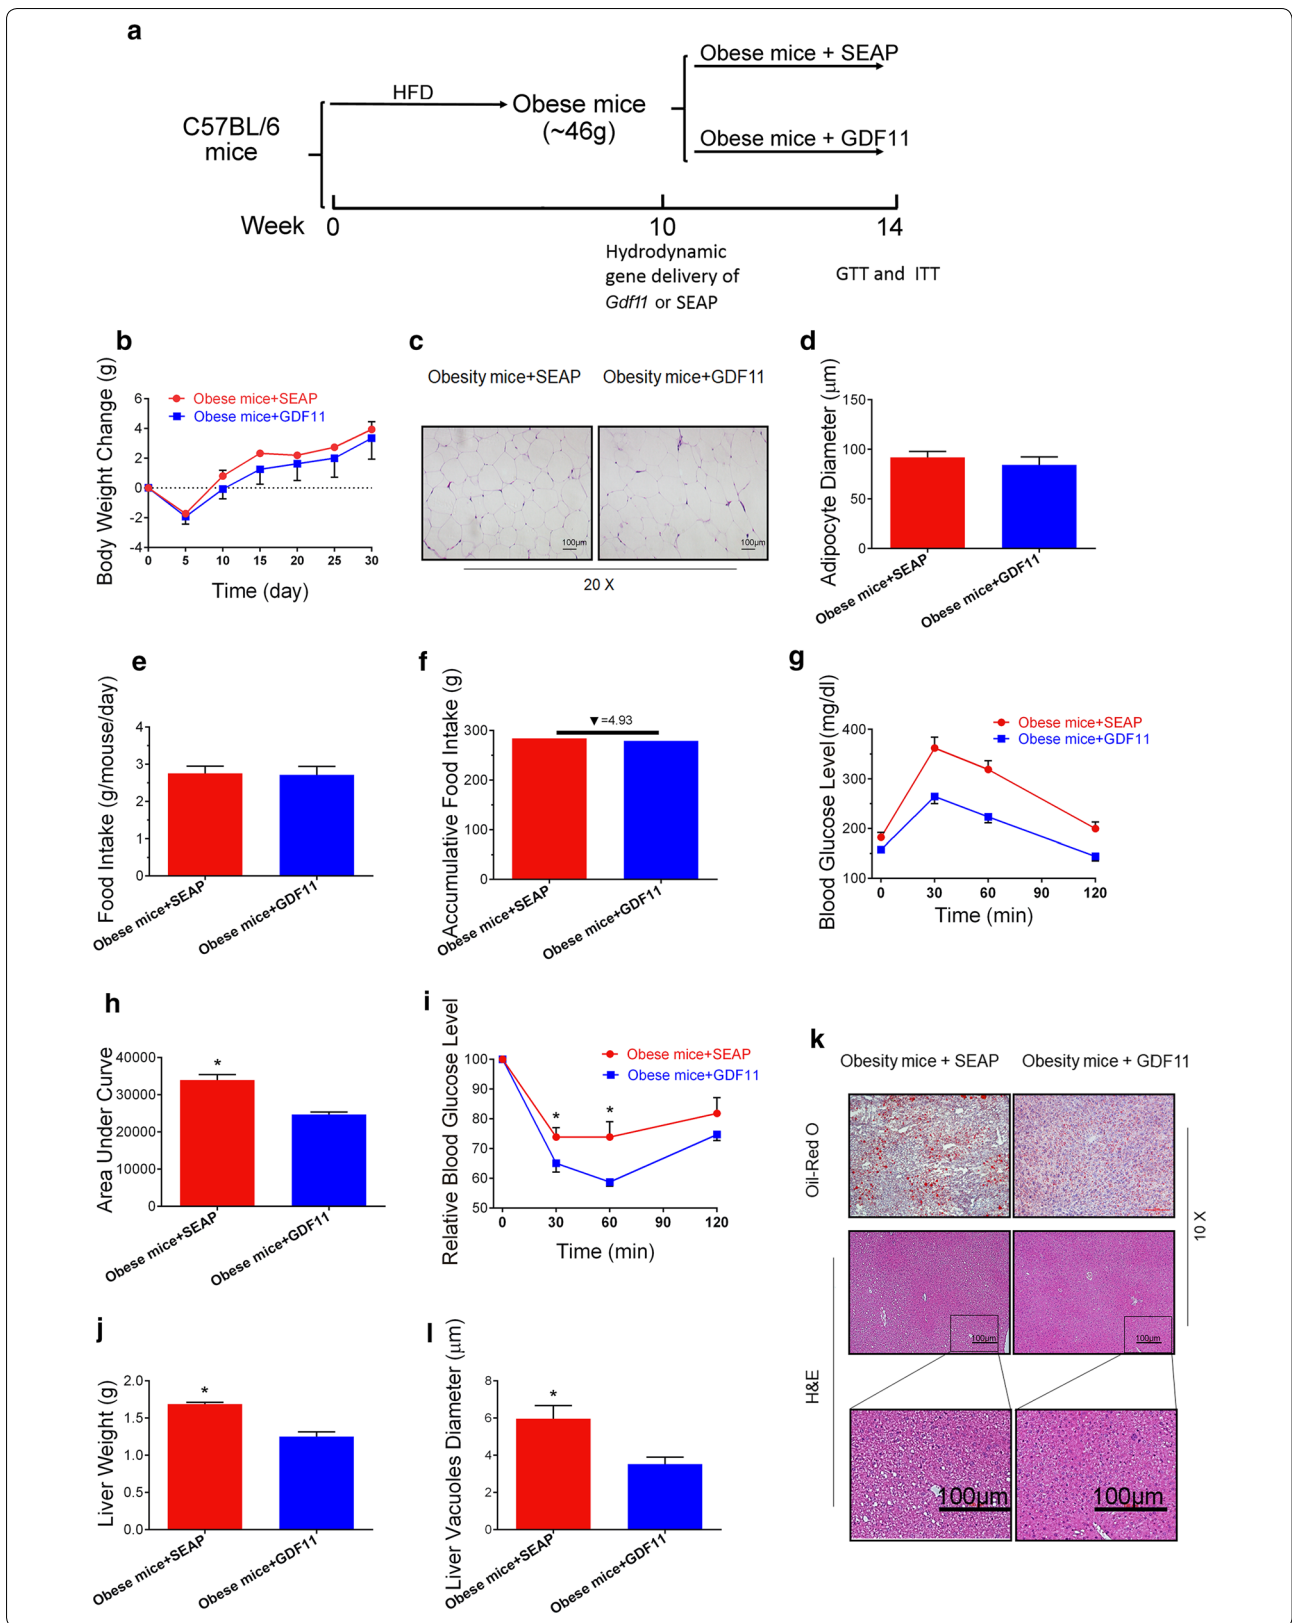 a
C57BL/6
mice
HFD
Obese mice
(~46g)
Obese mice + SEAP
Obese mice + GDF11
Week
0
10
14
Hydrodynamic
gene delivery of
Gdf11 or SEAP
GTT and ITT
b
Body Weight Change (g)
Obese mice+SEAP
Obese mice+GDF11
6
4
2
0
-2
-4
0 5 10 15 20 25 30
Time (day)
c
Obesity mice+SEAP
Obesity mice+GDF11
100μm
100μm
20 X
d
Adipocyte Diameter (μm)
150
100
50
0
Obese mice+SEAP
Obese mice+GDF11
e
Food Intake (g/mouse/day)
4
3
2
1
0
Obese mice+SEAP
Obese mice+GDF11
f
Accumulative Food Intake (g)
▼=4.93
300
200
100
0
Obese mice+SEAP
Obese mice+GDF11
g
Blood Glucose Level(mg/dl)
Obese mice+SEAP
Obese mice+GDF11
400
300
200
100
0 30 60 90 120
Time (min)
h
Area Under Curve
40000
30000
20000
10000
0
*
Obese mice+SEAP
Obese mice+GDF11
i
Relative Blood Glucose Level
Obese mice+SEAP
Obese mice+GDF11
100
90
80
70
60
50
* *
0 30 60 90 120
Time (min)
k
Obesity mice + SEAP
Obesity mice + GDF11
Oil-Red O
10 X
H&E
100μm
100μm
100μm
100μm
j
Liver Weight (g)
2.0
1.5
1.0
0.5
0.0
*
Obese mice+SEAP
Obese mice+GDF11
l
Liver Vacuoles Diameter (μm)
8
6
4
2
0
*
Obese mice+SEAP
Obese mice+GDF11